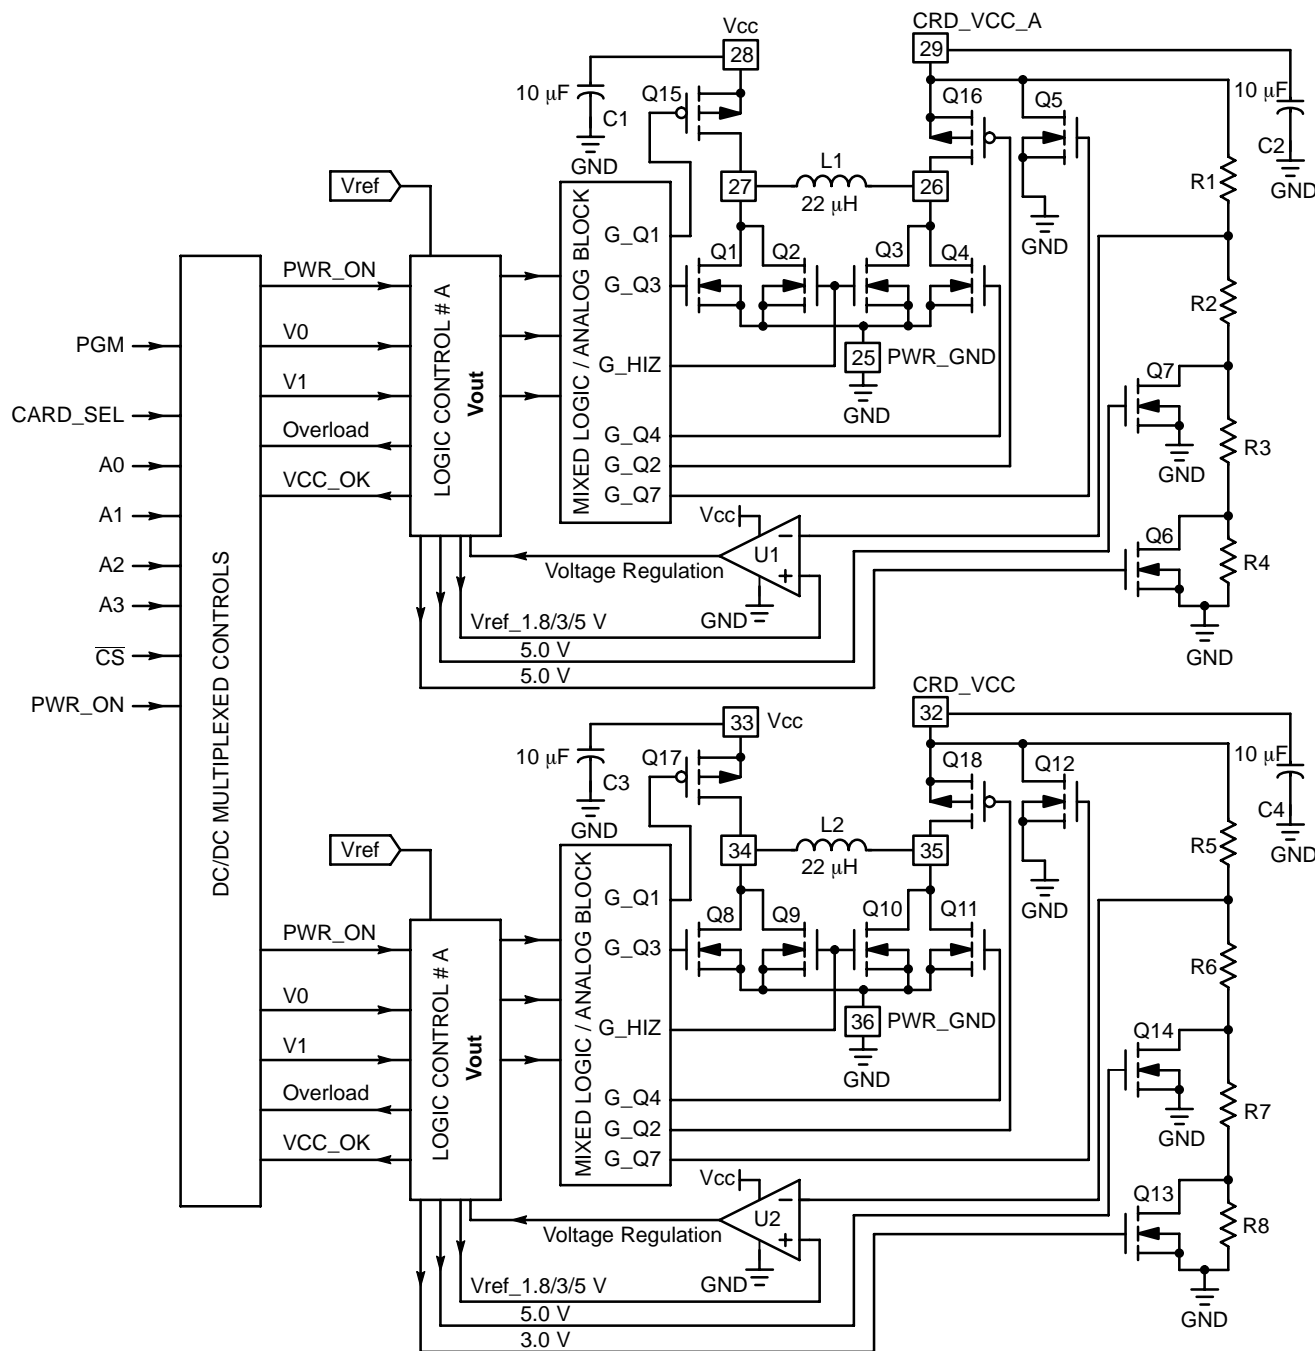 CRD_VCC_A
Vcc
28
29
10 µF
Q15
C1
GND
Q16
Q5
10 µF
C2
GND
Vref
27
L1
22 µH
26
R1
GND
MIXED LOGIC / ANALOG BLOCK
G_Q1
G_Q3
G_HIZ
G_Q4
G_Q2
G_Q7
Q1
Q2
Q3
Q4
R2
25
PWR_GND
GND
DC/DC MULTIPLEXED CONTROLS
PGM
CARD_SEL
A0
A1
A2
A3
CS
PWR_ON
PWR_ON
V0
V1
Overload
VCC_OK
LOGIC CONTROL # A
Vout
Q7
GND
R3
Vcc
U1
−
+
GND
Voltage Regulation
Q6
R4
GND
Vref_1.8/3/5 V
5.0 V
5.0 V
CRD_VCC
33
Vcc
32
10 µF
Q17
C3
GND
Q18
Q12
10 µF
C4
GND
Vref
34
L2
22 µH
35
R5
GND
MIXED LOGIC / ANALOG BLOCK
G_Q1
G_Q3
G_HIZ
G_Q4
G_Q2
G_Q7
Q8
Q9
Q10
Q11
R6
36
PWR_GND
GND
PWR_ON
V0
V1
Overload
VCC_OK
LOGIC CONTROL # A
Vout
Q14
GND
R7
Vcc
U2
−
+
GND
Voltage Regulation
Q13
R8
GND
Vref_1.8/3/5 V
5.0 V
3.0 V